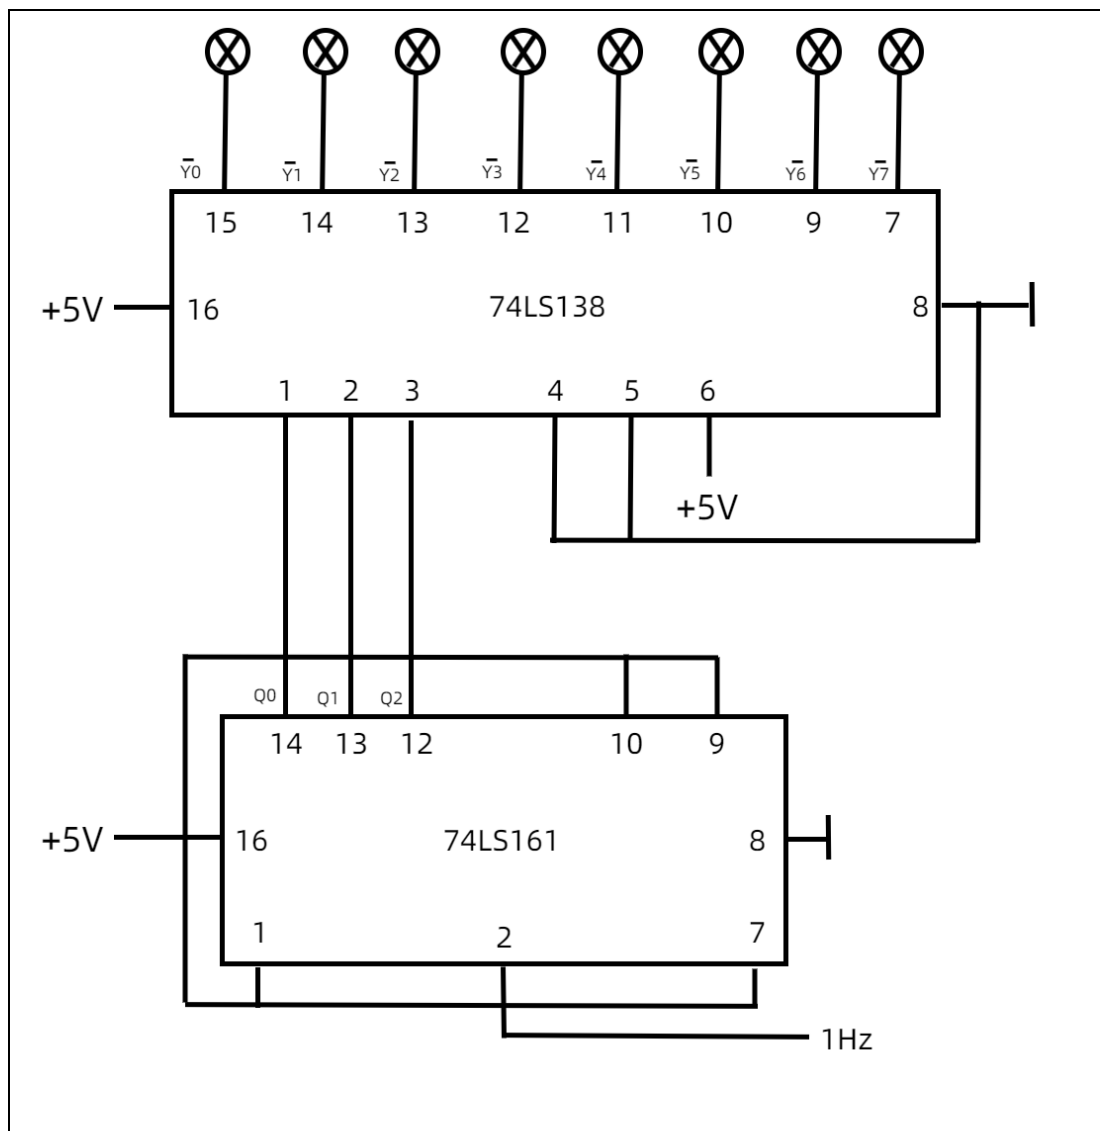 Y̅0 Y̅1 Y̅2 Y̅3 Y̅4 Y̅5 Y̅6 Y̅7
15 14 13 12 11 10 9 7
+5V 16 74LS138 8
1 2 3 4 5 6
+5V
Q0 Q1 Q2
14 13 12 10 9
+5V 16 74LS161 8
1 2 7
1Hz